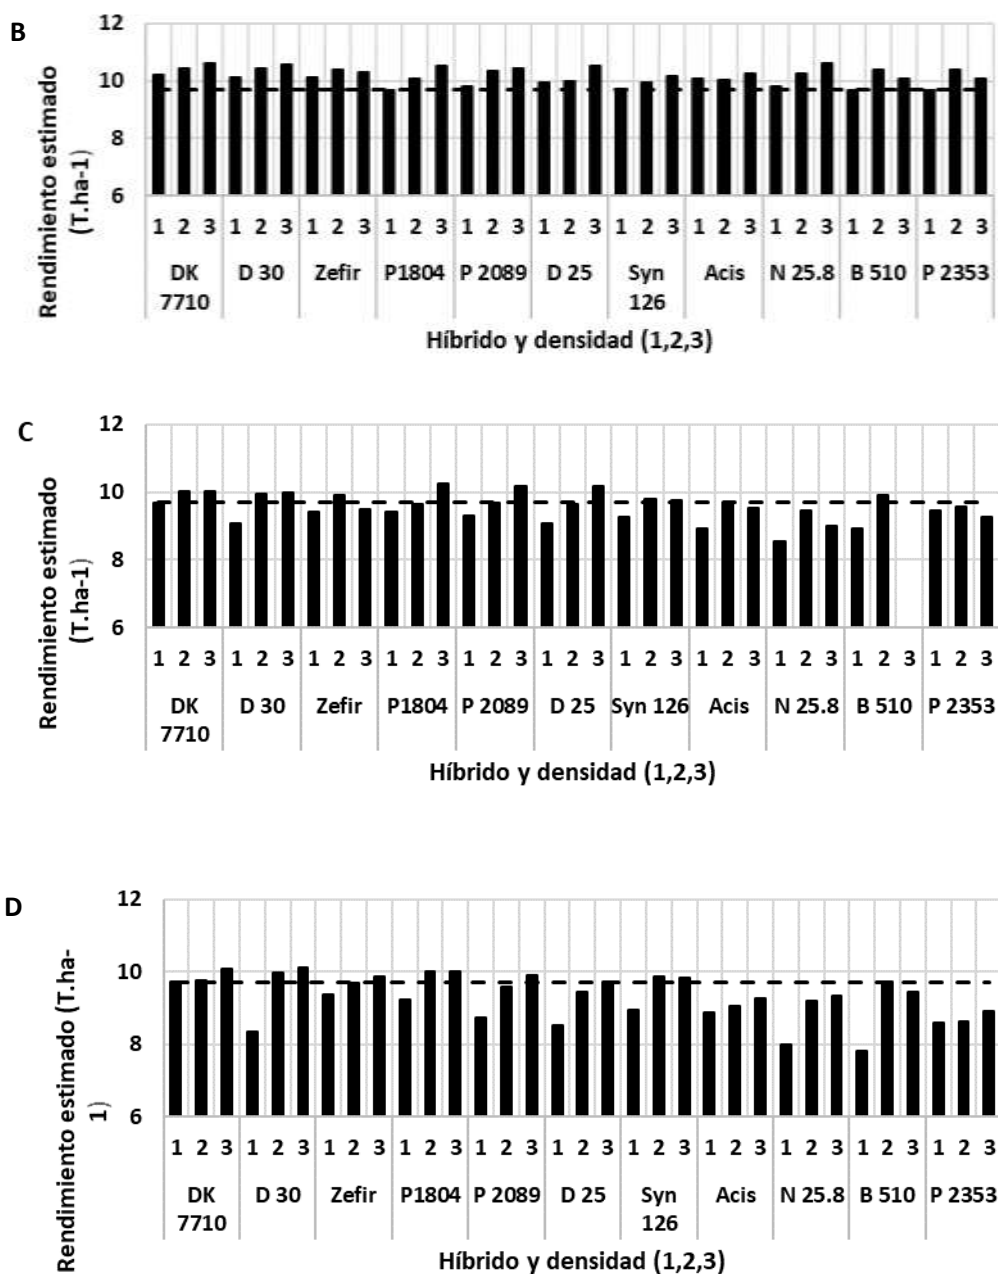 B
Rendimiento estimado
(T.ha-1)
12
10
8
6
1 2 3 1 2 3 1 2 3 1 2 3 1 2 3 1 2 3 1 2 3 1 2 3 1 2 3 1 2 3 1 2 3
DK 7710 D 30 Zefir P1804 P 2089 D 25 Syn 126 Acis N 25.8 B 510 P 2353
Híbrido y densidad (1,2,3)
C
Rendimiento estimado
(T.ha-1)
12
10
8
6
1 2 3 1 2 3 1 2 3 1 2 3 1 2 3 1 2 3 1 2 3 1 2 3 1 2 3 1 2 3 1 2 3
DK 7710 D 30 Zefir P1804 P 2089 D 25 Syn 126 Acis N 25.8 B 510 P 2353
Híbrido y densidad (1,2,3)
D
Rendimiento estimado (T.ha-
1)
12
10
8
6
1 2 3 1 2 3 1 2 3 1 2 3 1 2 3 1 2 3 1 2 3 1 2 3 1 2 3 1 2 3 1 2 3
DK 7710 D 30 Zefir P1804 P 2089 D 25 Syn 126 Acis N 25.8 B 510 P 2353
Híbrido y densidad (1,2,3)